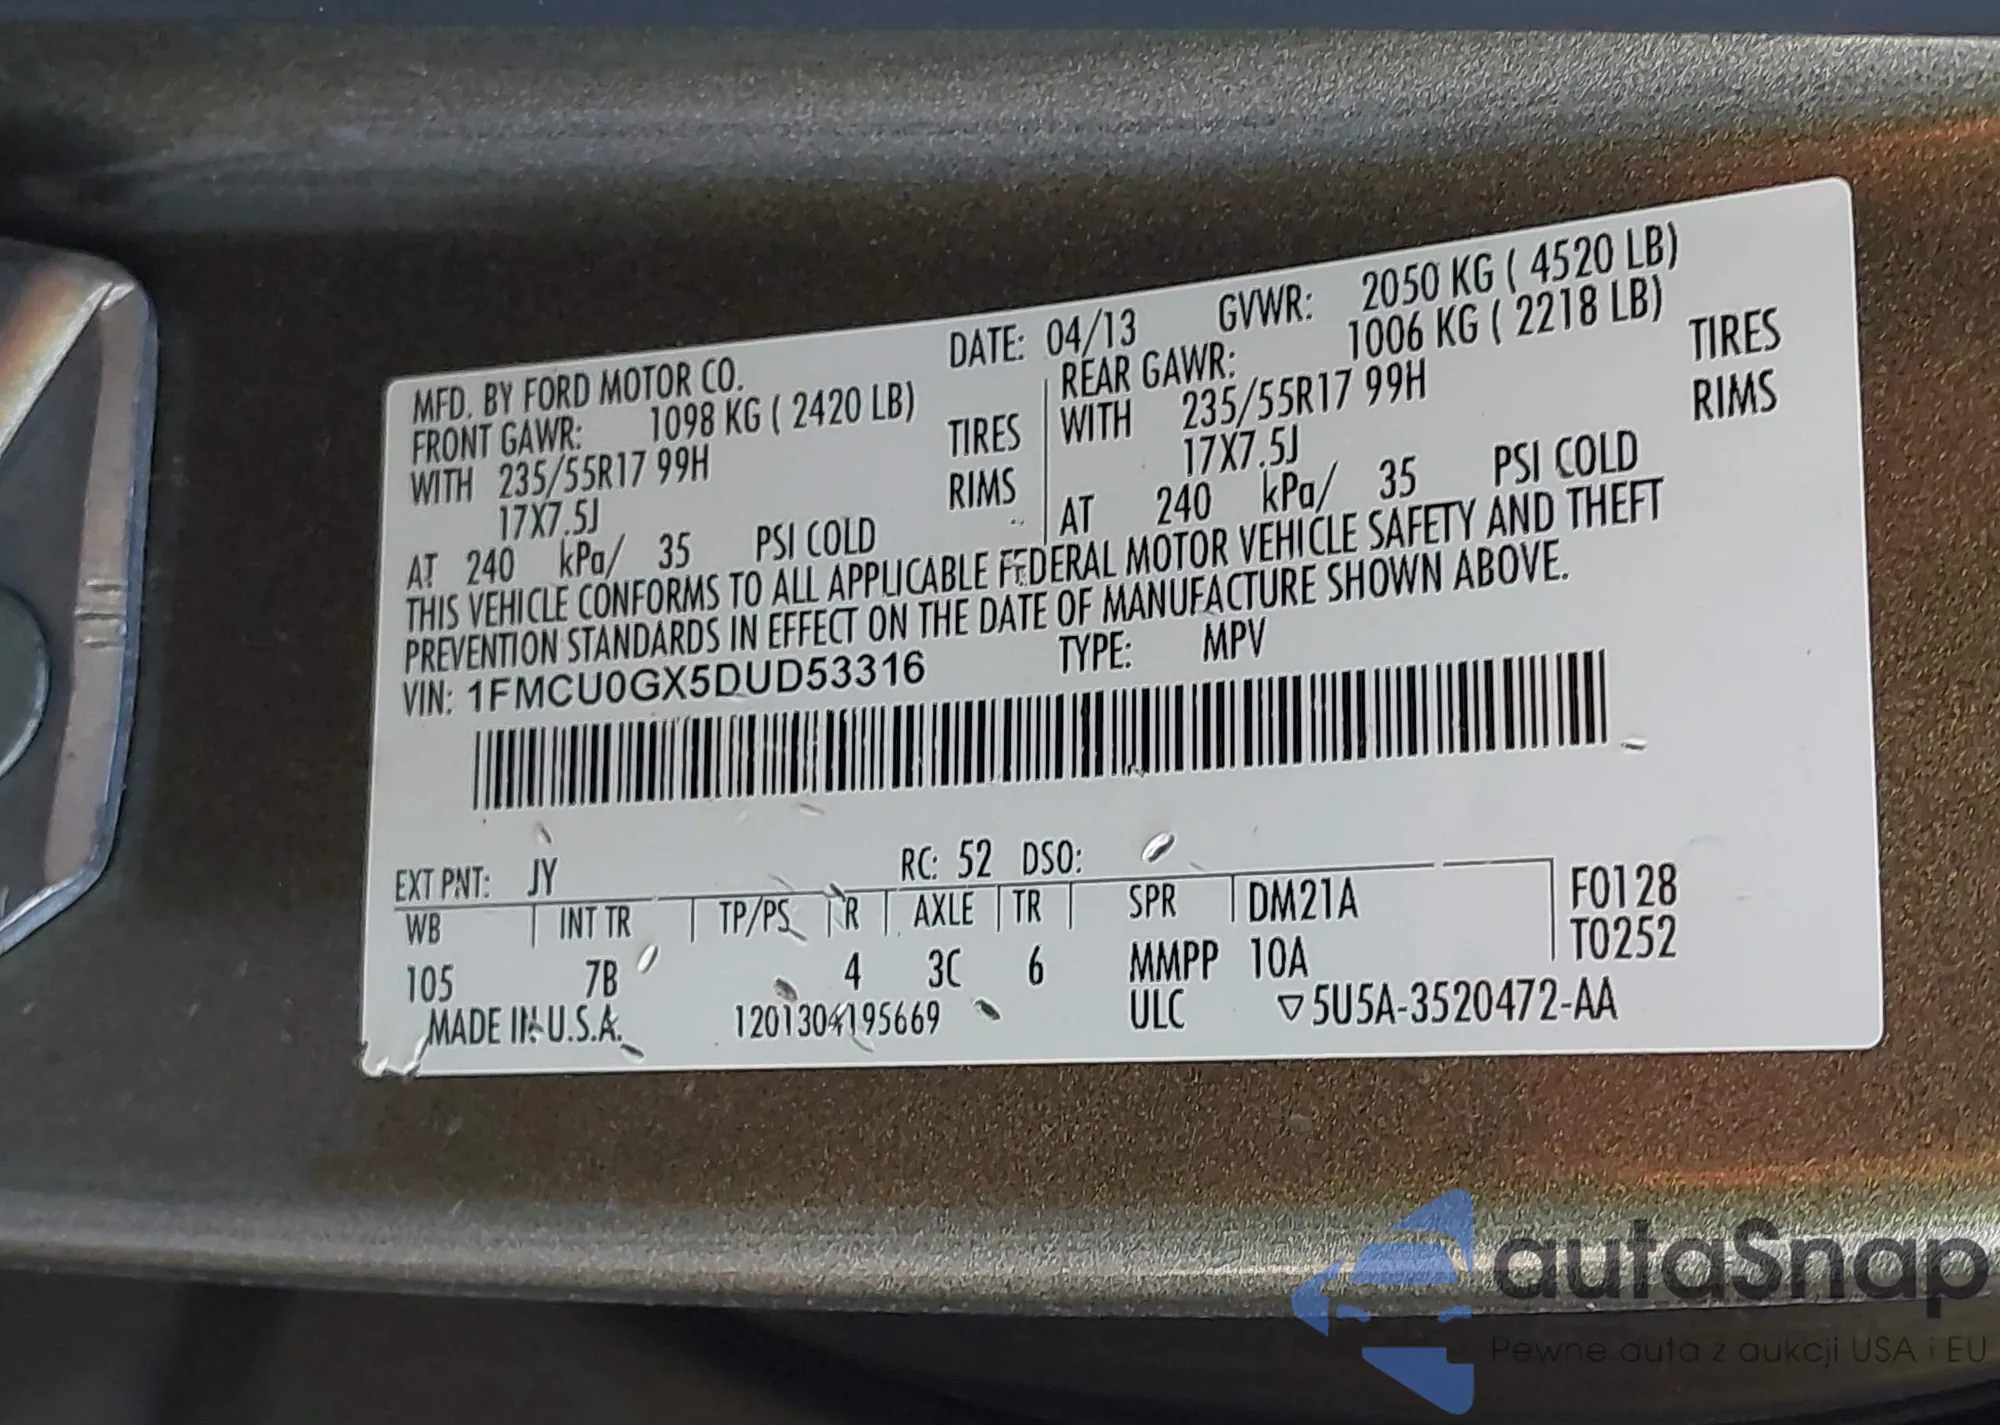 MFD. BY FORD MOTOR CO. DATE: 04/13 GVWR: 2050 KG ( 4520 LB)
FRONT GAWR: 1098 KG ( 2420 LB) REAR GAWR: 1006 KG ( 2218 LB)
WITH 235/55R17 99H TIRES WITH 235/55R17 99H TIRES
17X7.5J RIMS 17X7.5J RIMS
AT 240 kPa/ 35 PSI COLD AT 240 kPa/ 35 PSI COLD
THIS VEHICLE CONFORMS TO ALL APPLICABLE FEDERAL MOTOR VEHICLE SAFETY AND THEFT
PREVENTION STANDARDS IN EFFECT ON THE DATE OF MANUFACTURE SHOWN ABOVE.
VIN: 1FMCU0GX5DUD53316 TYPE: MPV
EXT PNT: JY RC: 52 DSO:
WB INT TR TP/PS R AXLE TR SPR DM21A F0128
105 7B 4 3C 6 MMPP 10A T0252
MADE IN U.S.A. 1201304195669 ULC ▽5U5A-3520472-AA
autaSnap
Pewne auta z aukcji USA i EU